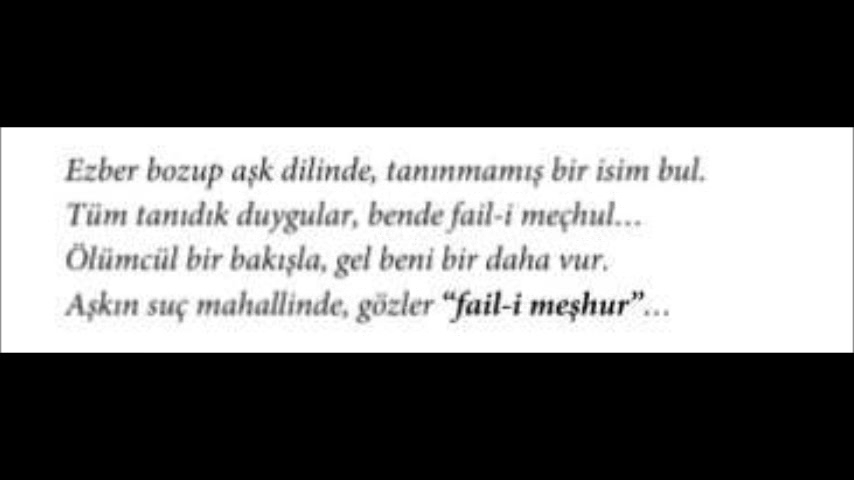 Ezber bozup aşk dilinde, tanınmamış bir isim bul.
Tüm tanıdık duygular, bende fail-i meçhul...
Ölümcül bir bakışla, gel beni bir daha vur.
Aşkın suç mahallinde, gözler “fail-i meşhur”...